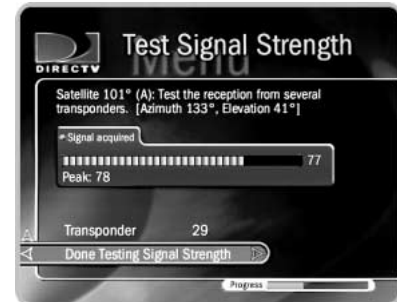 DIRECTV
Test Signal Strength
Menu
Satellite 101° (A): Test the reception from several
transponders. [Azimuth 133°, Elevation 41°]
Signal acquired
77
Peak: 78
Transponder 29
Done Testing Signal Strength
Progress